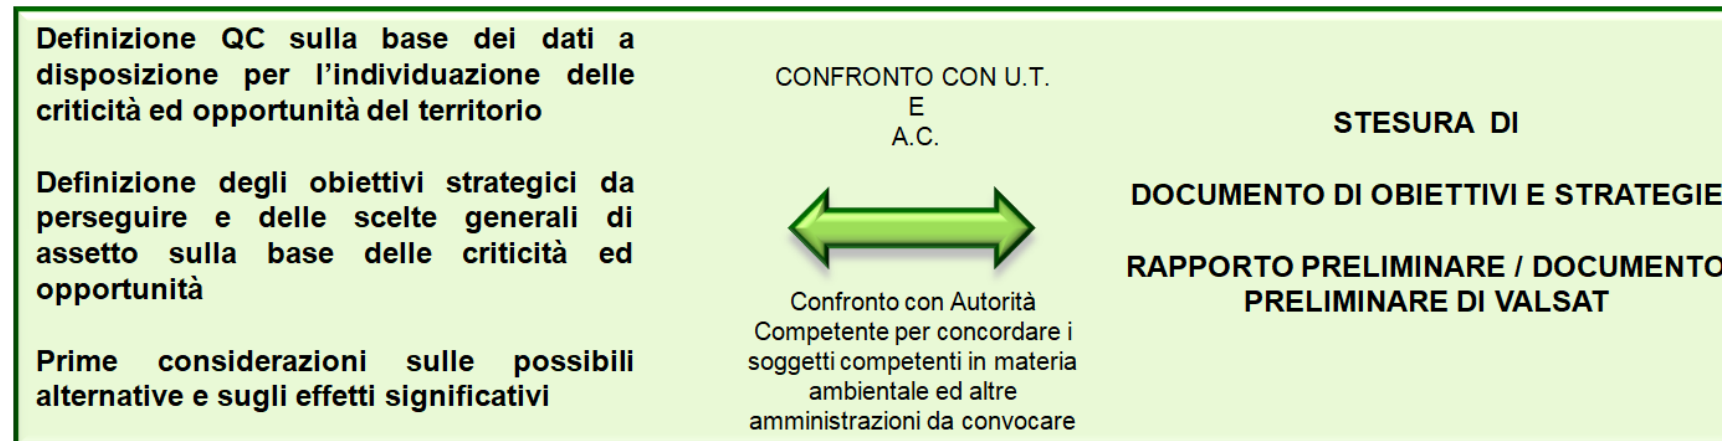 Definizione QC sulla base dei dati a
disposizione per l'individuazione delle
criticità ed opportunità del territorio
Definizione degli obiettivi strategici da
perseguire e delle scelte generali di
assetto sulla base delle criticità ed
opportunità
Prime considerazioni sulle possibili
alternative e sugli effetti significativi
CONFRONTO CON U.T.
E
A.C.
Confronto con Autorità
Competente per concordare i
soggetti competenti in materia
ambientale ed altre
amministrazioni da convocare
STESURA DI
DOCUMENTO DI OBIETTIVI E STRATEGIE
RAPPORTO PRELIMINARE / DOCUMENTO
PRELIMINARE DI VALSAT